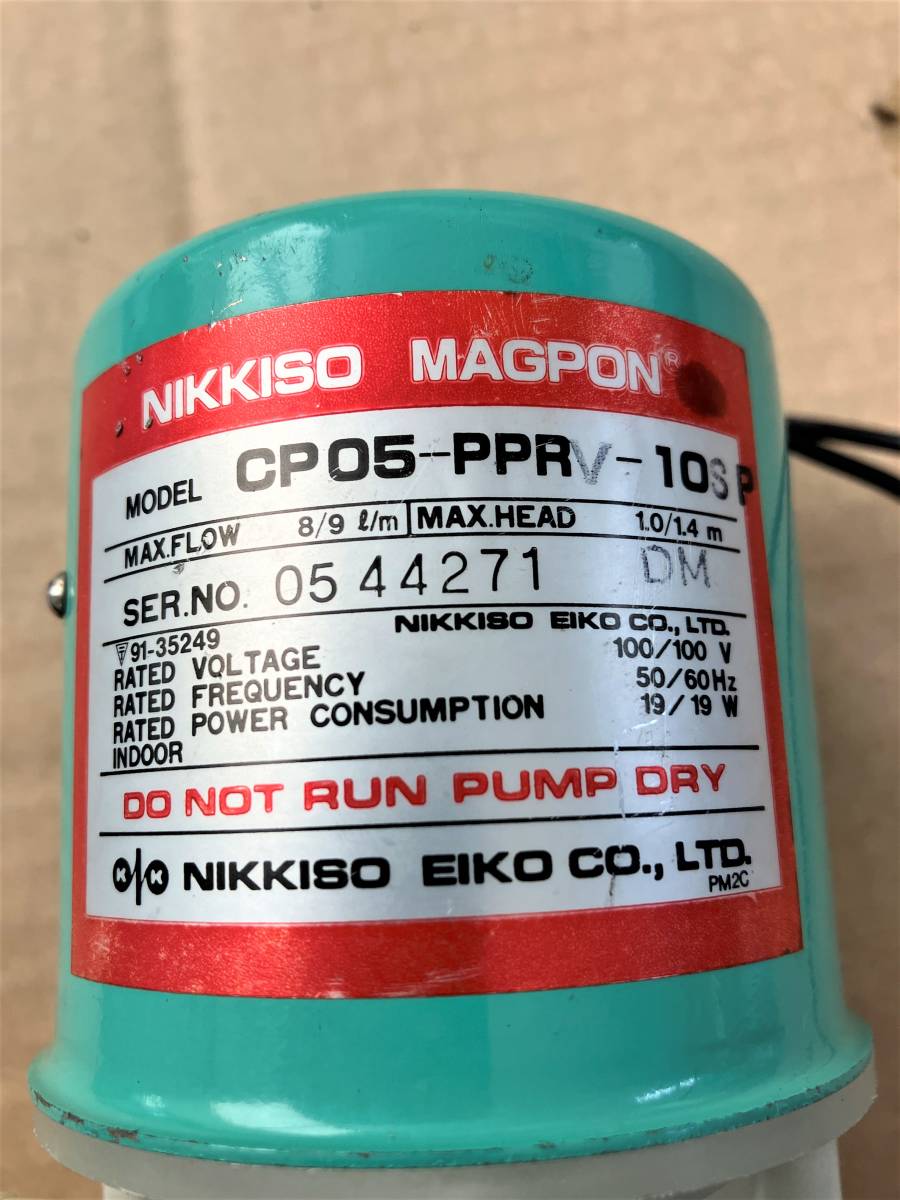 NIKKISO MAGPON®
MODEL CP05-PPRV-10SP
MAX.FLOW 8/9 ℓ/m MAX.HEAD 1.0/1.4 m
SER.NO. 0544271 DM
NIKKISO EIKO CO., LTD.
91-35249
RATED VOLTAGE 100/100 V
RATED FREQUENCY 50/60Hz
RATED POWER CONSUMPTION 19/19 W
INDOOR
DO NOT RUN PUMP DRY
K/K NIKKISO EIKO CO., LTD.
PM2C